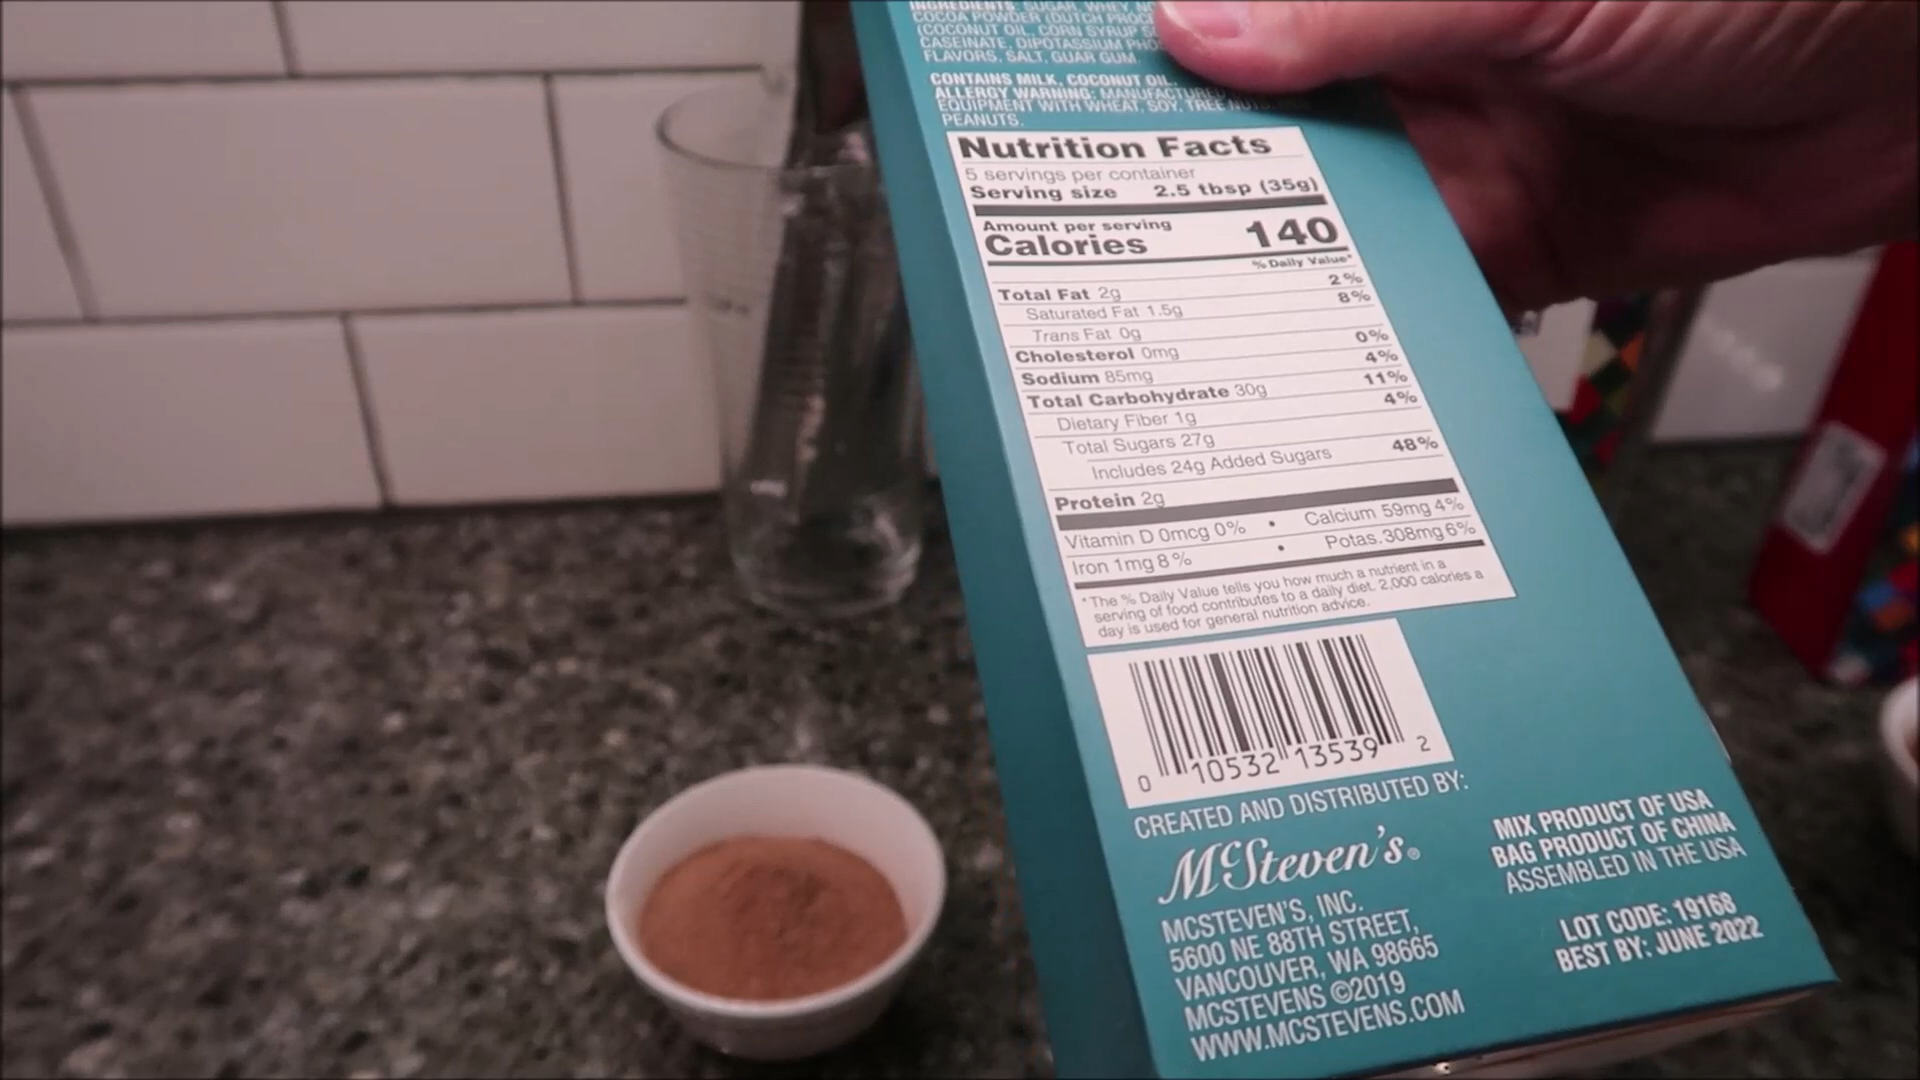 INGREDIENTS: SUGAR, WHEY,
COCOA POWDER (DUTCH
(COCONUT OIL, CORN SYRUP
CASEINATE, DIPOTASSIUM
FLAVORS, SALT, GUAR GUM.
CONTAINS MILK, COCONUT OIL.
ALLERGY WARNING: MANUFACTURED
EQUIPMENT WITH WHEAT, SOY, TREE NUTS,
PEANUTS.
Nutrition Facts
5 servings per container
Serving size 2.5 tbsp (35g)
Amount per serving
Calories 140
% Daily Value*
Total Fat 2g 2%
Saturated Fat 1.5g 8%
Trans Fat 0g
Cholesterol 0mg 0%
Sodium 85mg 4%
Total Carbohydrate 30g 11%
Dietary Fiber 1g 4%
Total Sugars 27g
Includes 24g Added Sugars 48%
Protein 2g
Vitamin D 0mcg 0% • Calcium 59mg 4%
Iron 1mg 8% • Potas. 308mg 6%
*The % Daily Value tells you how much a nutrient in a
serving of food contributes to a daily diet. 2,000 calories a
day is used for general nutrition advice.
0 10532 13539 2
CREATED AND DISTRIBUTED BY:
McSteven's®
MCSTEVEN'S, INC.
5600 NE 88TH STREET,
VANCOUVER, WA 98665
MCSTEVENS ©2019
WWW.MCSTEVENS.COM
MIX PRODUCT OF USA
BAG PRODUCT OF CHINA
ASSEMBLED IN THE USA
LOT CODE: 19168
BEST BY: JUNE 2022